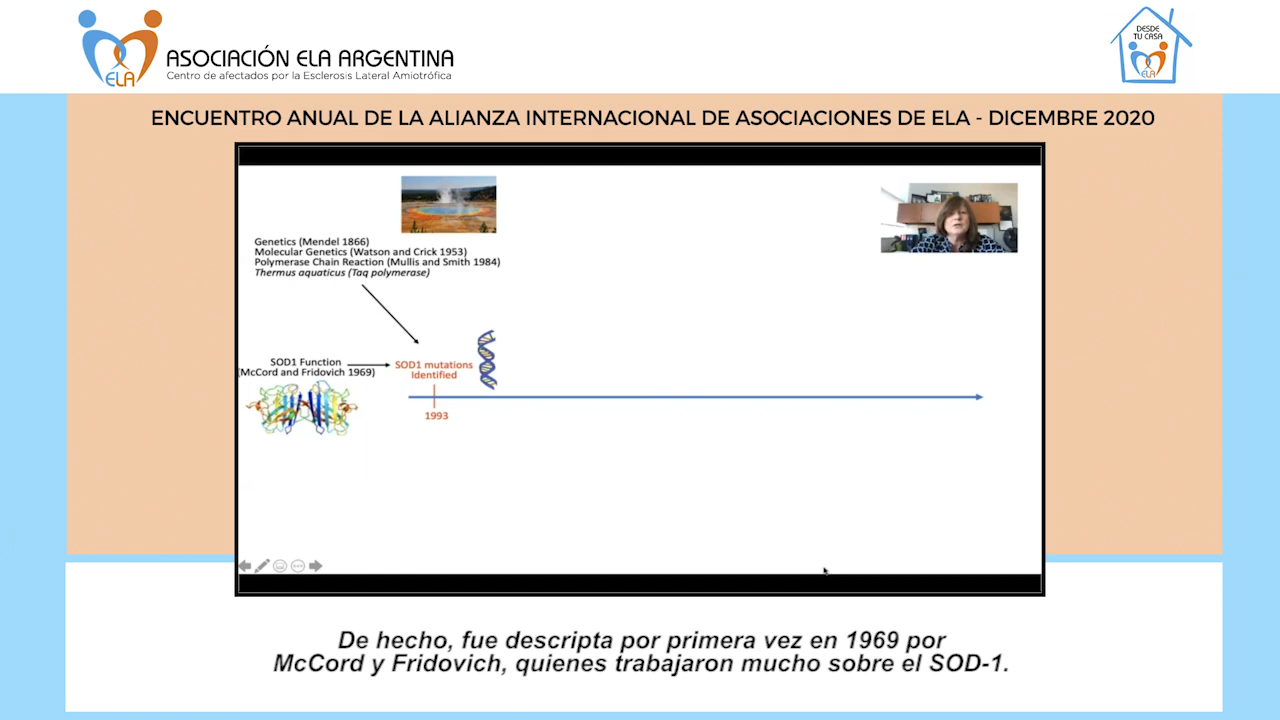 ELA
ASOCIACIÓN ELA ARGENTINA
Centro de afectados por la Esclerosis Lateral Amiotrófica
DESDE
TU CASA
ELA
ENCUENTRO ANUAL DE LA ALIANZA INTERNACIONAL DE ASOCIACIONES DE ELA - DICEMBRE 2020
Genetics (Mendel 1866)
Molecular Genetics (Watson and Crick 1953)
Polymerase Chain Reaction (Mullis and Smith 1984)
Thermus aquaticus (Taq polymerase)
SOD1 Function
(McCord and Fridovich 1969)
SOD1 mutations
Identified
1993
De hecho, fue descripta por primera vez en 1969 por
McCord y Fridovich, quienes trabajaron mucho sobre el SOD-1.